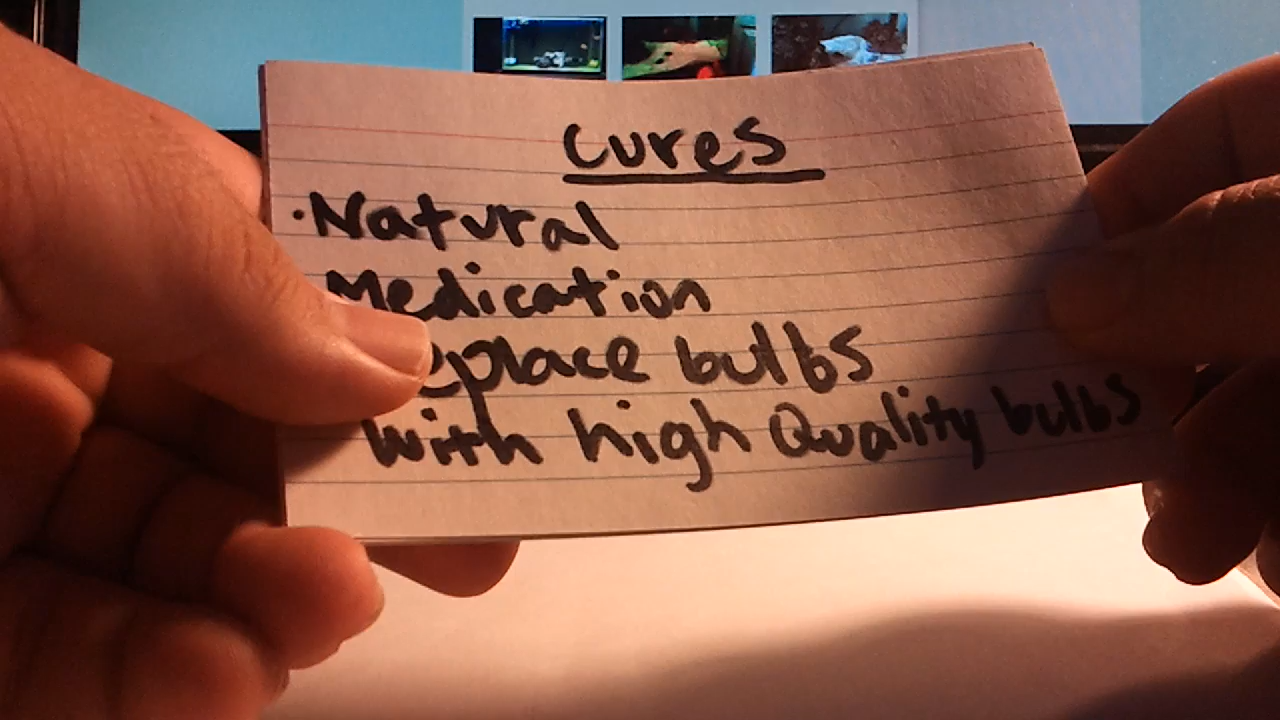 Cures
·Natural
Medication
eplace bulbs
with high Quality bulbs